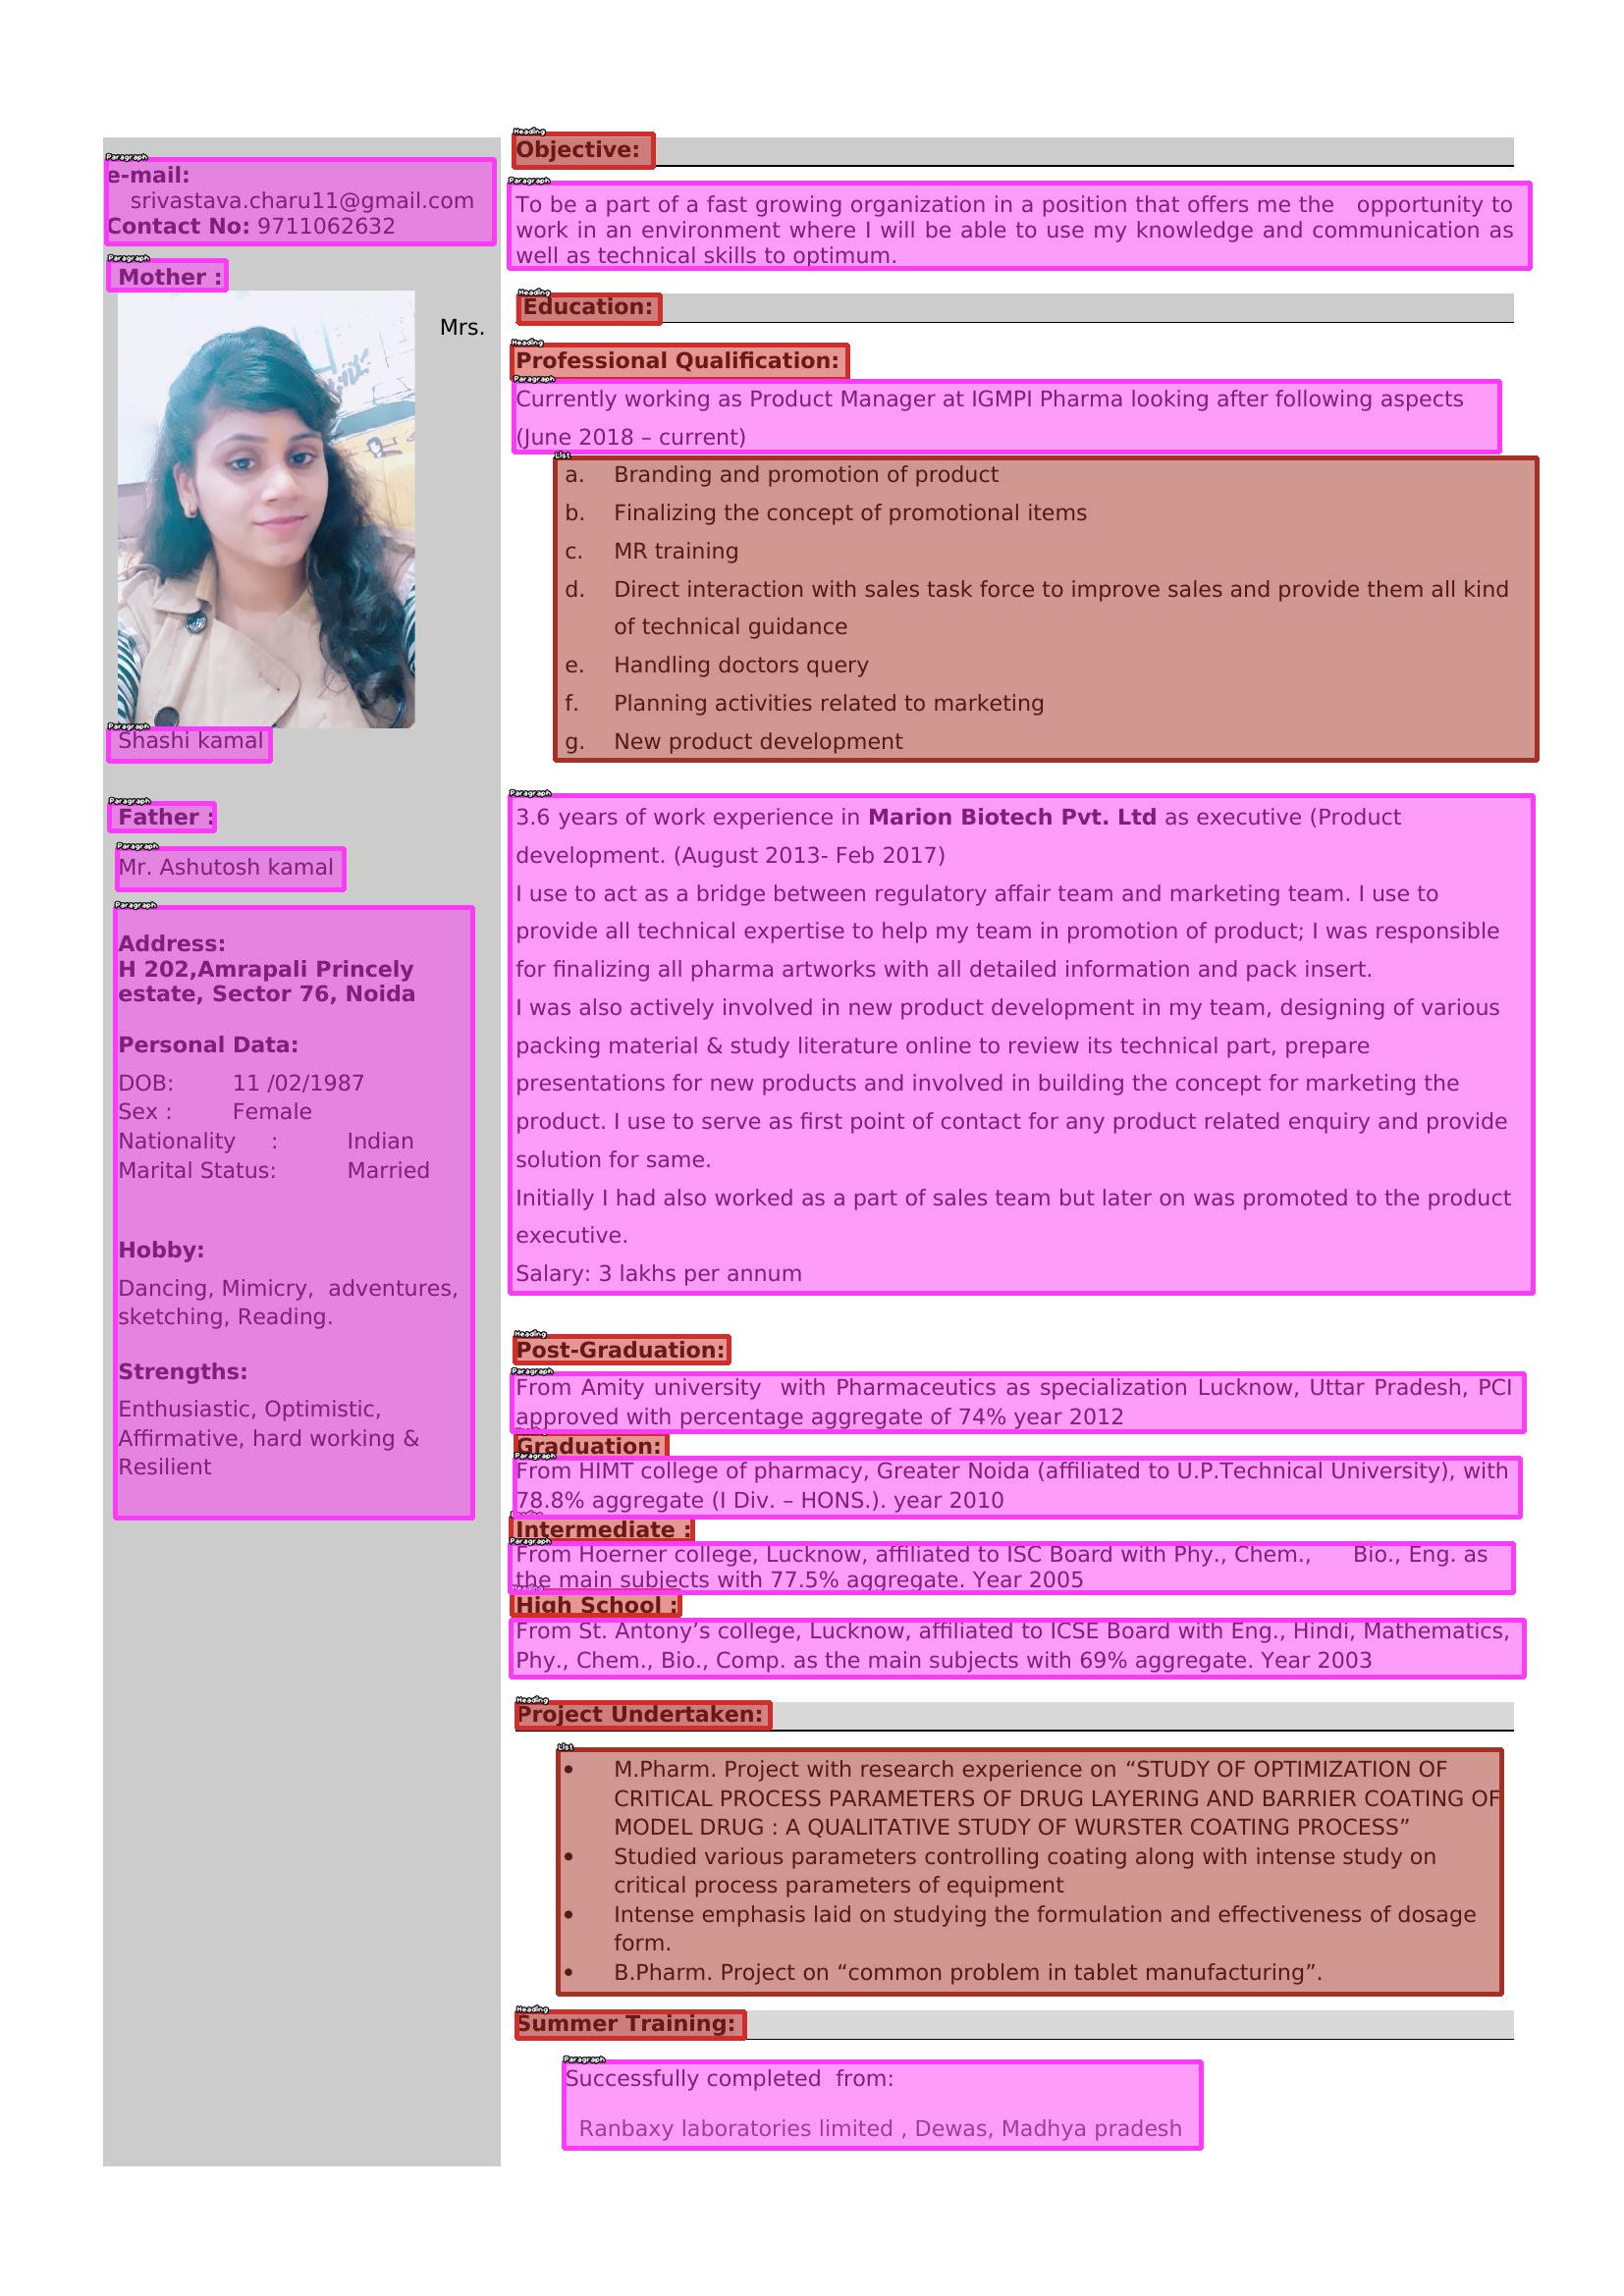 e-mail:
srivastava.charu11@gmail.com
Contact No: 9711062632
Mother :
Mrs.
Shashi kamal
Father :
Mr. Ashutosh kamal
Address:
H 202,Amrapali Princely
estate, Sector 76, Noida
Personal Data:
DOB: 11 /02/1987
Sex : Female
Nationality : Indian
Marital Status: Married
Hobby:
Dancing, Mimicry, adventures,
sketching, Reading.
Strengths:
Enthusiastic, Optimistic,
Affirmative, hard working &
Resilient
Objective:
To be a part of a fast growing organization in a position that offers me the opportunity to
work in an environment where I will be able to use my knowledge and communication as
well as technical skills to optimum.
Education:
Professional Qualification:
Currently working as Product Manager at IGMPI Pharma looking after following aspects
(June 2018 – current)
a. Branding and promotion of product
b. Finalizing the concept of promotional items
c. MR training
d. Direct interaction with sales task force to improve sales and provide them all kind
of technical guidance
e. Handling doctors query
f. Planning activities related to marketing
g. New product development
3.6 years of work experience in Marion Biotech Pvt. Ltd as executive (Product
development. (August 2013- Feb 2017)
I use to act as a bridge between regulatory affair team and marketing team. I use to
provide all technical expertise to help my team in promotion of product; I was responsible
for finalizing all pharma artworks with all detailed information and pack insert.
I was also actively involved in new product development in my team, designing of various
packing material & study literature online to review its technical part, prepare
presentations for new products and involved in building the concept for marketing the
product. I use to serve as first point of contact for any product related enquiry and provide
solution for same.
Initially I had also worked as a part of sales team but later on was promoted to the product
executive.
Salary: 3 lakhs per annum
Post-Graduation:
From Amity university with Pharmaceutics as specialization Lucknow, Uttar Pradesh, PCI
approved with percentage aggregate of 74% year 2012
Graduation:
From HIMT college of pharmacy, Greater Noida (affiliated to U.P.Technical University), with
78.8% aggregate (I Div. – HONS.). year 2010
Intermediate :
From Hoerner college, Lucknow, affiliated to ISC Board with Phy., Chem., Bio., Eng. as
the main subjects with 77.5% aggregate. Year 2005
High School :
From St. Antony’s college, Lucknow, affiliated to ICSE Board with Eng., Hindi, Mathematics,
Phy., Chem., Bio., Comp. as the main subjects with 69% aggregate. Year 2003
Project Undertaken:
• M.Pharm. Project with research experience on “STUDY OF OPTIMIZATION OF
CRITICAL PROCESS PARAMETERS OF DRUG LAYERING AND BARRIER COATING OF
MODEL DRUG : A QUALITATIVE STUDY OF WURSTER COATING PROCESS”
• Studied various parameters controlling coating along with intense study on
critical process parameters of equipment
• Intense emphasis laid on studying the formulation and effectiveness of dosage
form.
• B.Pharm. Project on “common problem in tablet manufacturing”.
Summer Training:
Successfully completed from:
Ranbaxy laboratories limited , Dewas, Madhya pradesh